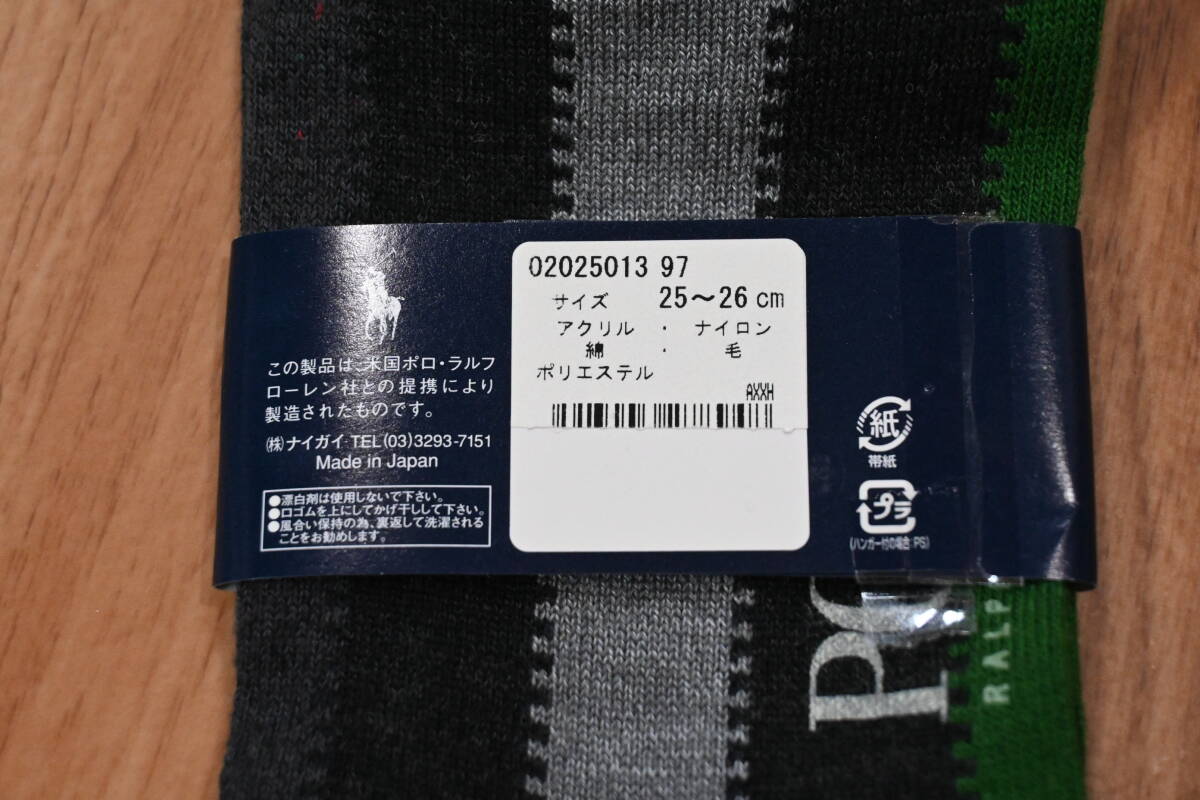 この製品は、米国ポロ・ラルフ
ローレン社との提携により
製造されたものです。
㈱ナイガイ TEL(03)3293-7151
Made in Japan
●漂白剤は使用しないで下さい。
●口ゴムを上にしてかげ干しして下さい。
●風合い保持の為、裏返して洗濯される
ことをお勧めします。
02025013 97
サイズ 25～26 cm
アクリル ・ ナイロン
綿 ・ 毛
ポリエステル
AXXH
紙
帯紙
プラ
(ハンガー付の場合:PS)
PO
RALP